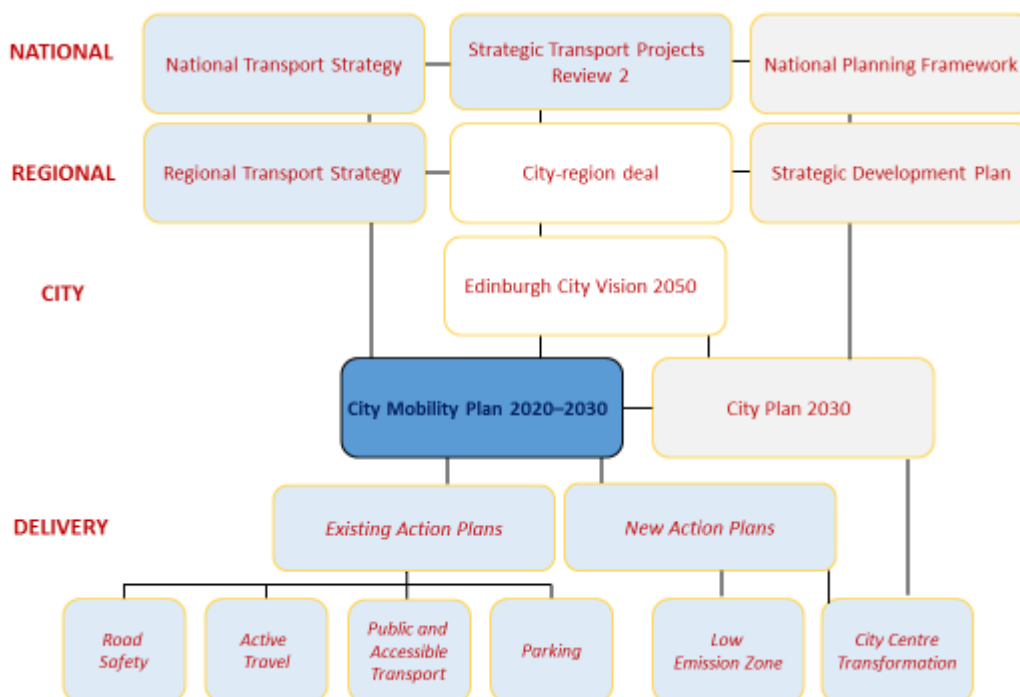 NATIONAL
National Transport Strategy
Strategic Transport Projects
Review 2
National Planning Framework
REGIONAL
Regional Transport Strategy
City-region deal
Strategic Development Plan
CITY
Edinburgh City Vision 2050
City Mobility Plan 2020–2030
City Plan 2030
DELIVERY
Existing Action Plans
New Action Plans
Road
Safety
Active
Travel
Public and
Accessible
Transport
Parking
Low
Emission Zone
City Centre
Transformation